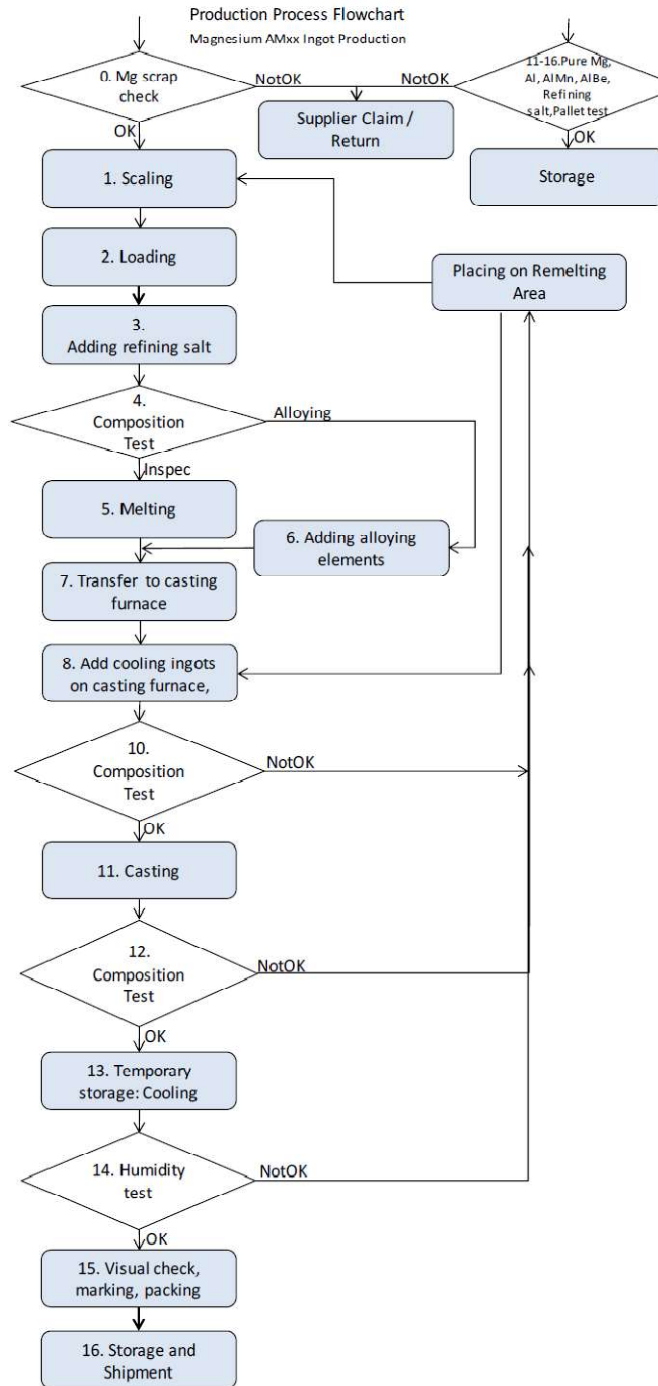 Production Process Flowchart
Magnesium AMxx Ingot Production
0. Mg scrap
check
NotOK
NotOK
11-16.Pure Mg,
Al, AlMn, AlBe,
Refining
salt,Pallet test
OK
Supplier Claim /
Return
OK
Storage
1. Scaling
2. Loading
Placing on Remelting
Area
3.
Adding refining salt
4.
Composition
Test
Alloying
Inspec
5. Melting
6. Adding alloying
elements
7. Transfer to casting
furnace
8. Add cooling ingots
on casting furnace,
10.
Composition
Test
NotOK
OK
11. Casting
12.
Composition
Test
NotOK
OK
13. Temporary
storage: Cooling
14. Humidity
test
NotOK
OK
15. Visual check,
marking, packing
16. Storage and
Shipment